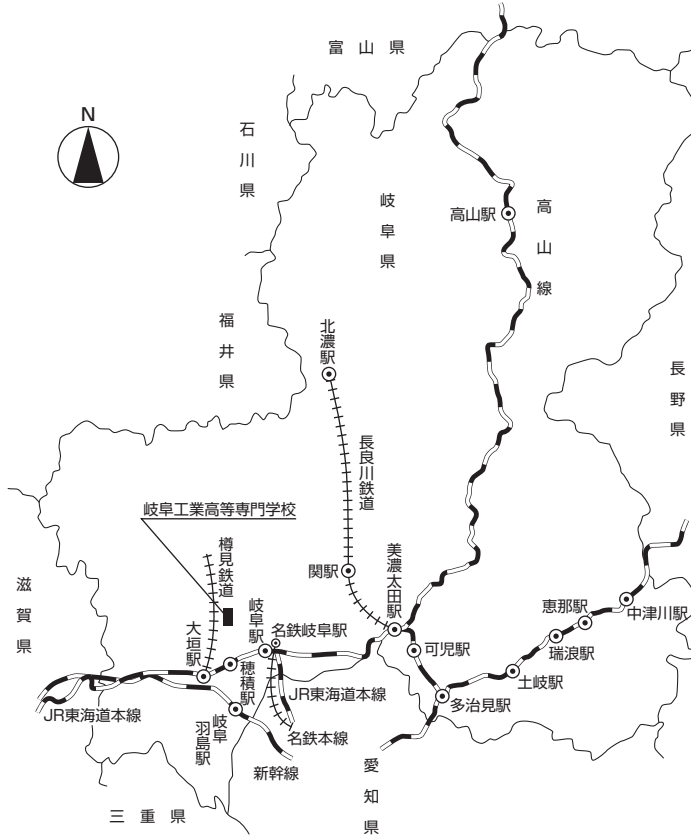 富山県
N
石川県
岐阜県
高山駅
高山線
福井県
北濃駅
長野県
長良川鉄道
岐阜工業高等専門学校
樽見鉄道
美濃太田駅
関駅
滋賀県
恵那駅
中津川駅
大垣駅
岐阜駅
名鉄岐阜駅
可児駅
瑞浪駅
穂積駅
土岐駅
JR東海道本線
JR東海道本線
多治見駅
岐阜
羽島駅
名鉄本線
新幹線
愛知県
三重県